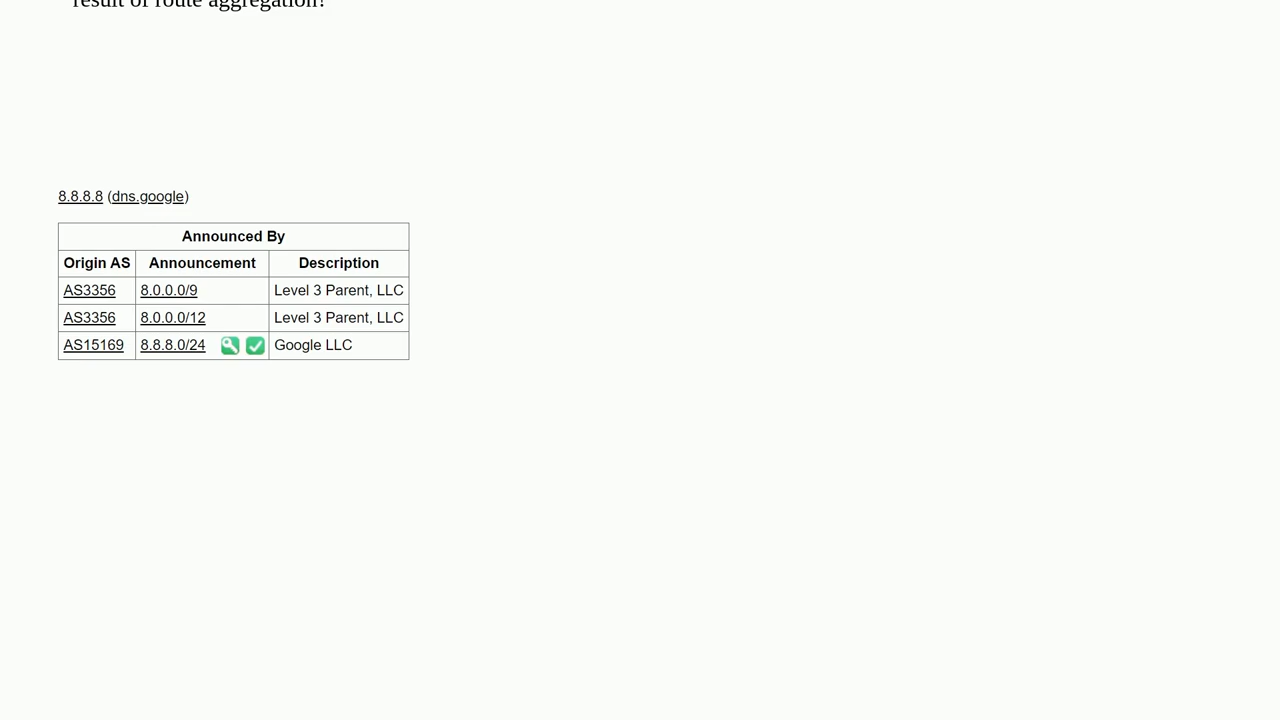 result of route aggregation?
8.8.8.8 (dns.google)
Announced By
Origin AS Announcement Description
AS3356 8.0.0.0/9 Level 3 Parent, LLC
AS3356 8.0.0.0/12 Level 3 Parent, LLC
AS15169 8.8.8.0/24 Google LLC